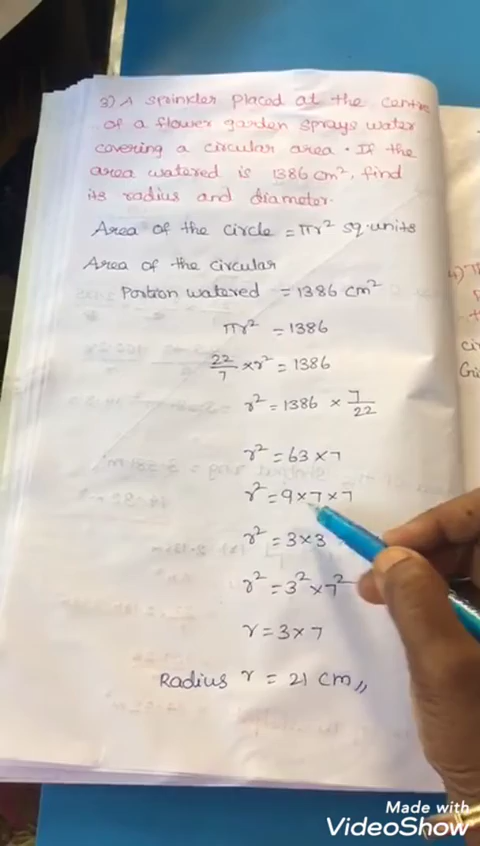 3) A sprinkler placed at the centre
of a flower garden sprays water
covering a circular area. If the
area watered is 1386 cm², find
its radius and diameter.
Area of the circle = πr² sq.units
Area of the circular
Portion watered = 1386 cm²
πr² = 1386
22/7 × r² = 1386
r² = 1386 × 7/22
r² = 63 × 7
r² = 9 × 7 × 7
r² = 3 × 3
r² = 3² × 7²
r = 3 × 7
Radius r = 21 cm//
Made with
VideoShow